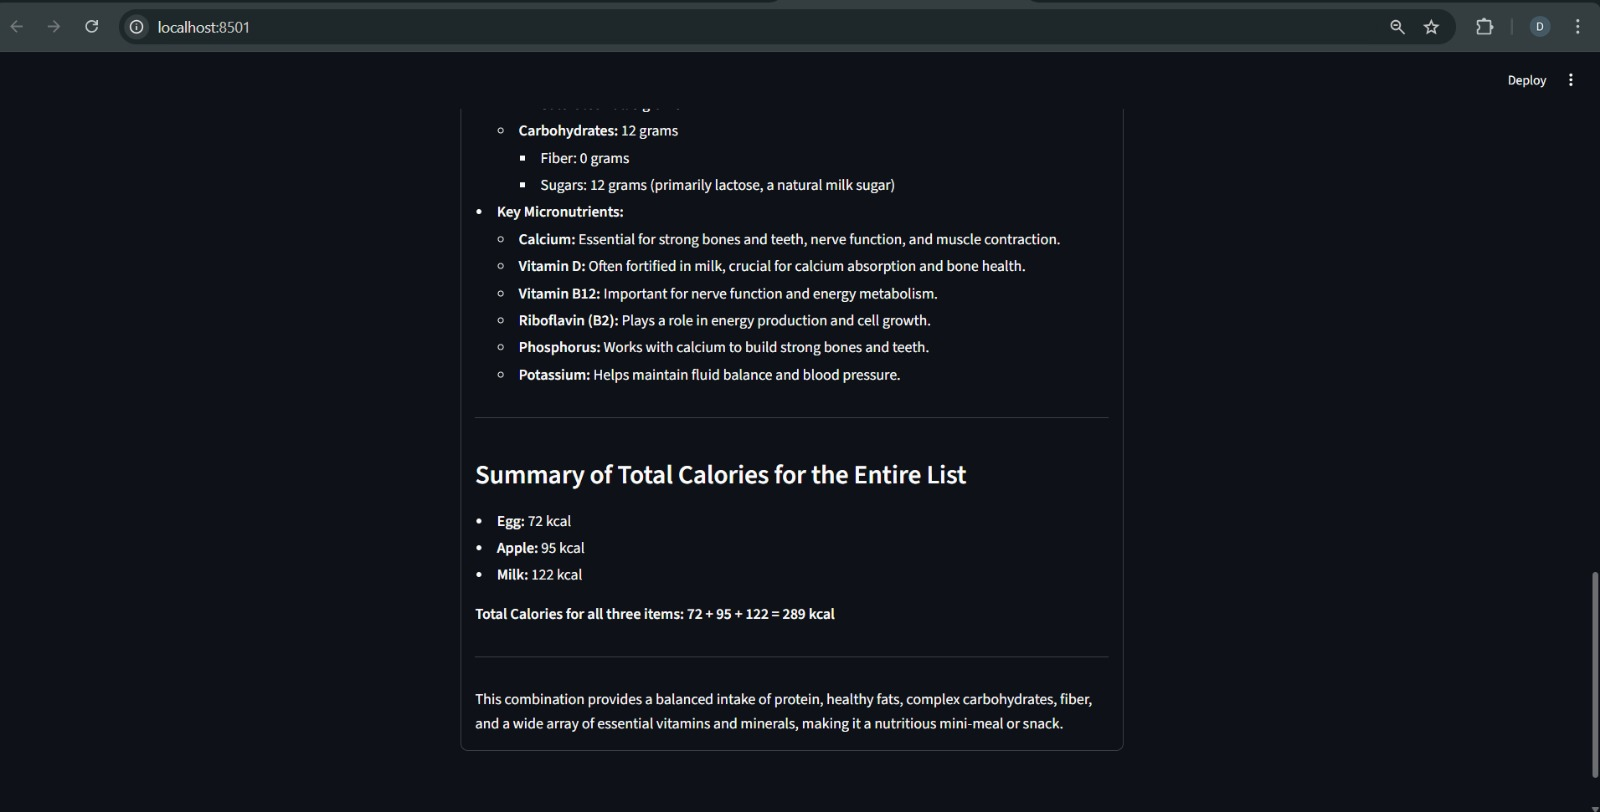 localhost:8501
D
Deploy
Carbohydrates: 12 grams
Fiber: 0 grams
Sugars: 12 grams (primarily lactose, a natural milk sugar)
Key Micronutrients:
Calcium: Essential for strong bones and teeth, nerve function, and muscle contraction.
Vitamin D: Often fortified in milk, crucial for calcium absorption and bone health.
Vitamin B12: Important for nerve function and energy metabolism.
Riboflavin (B2): Plays a role in energy production and cell growth.
Phosphorus: Works with calcium to build strong bones and teeth.
Potassium: Helps maintain fluid balance and blood pressure.
Summary of Total Calories for the Entire List
Egg: 72 kcal
Apple: 95 kcal
Milk: 122 kcal
Total Calories for all three items: 72 + 95 + 122 = 289 kcal
This combination provides a balanced intake of protein, healthy fats, complex carbohydrates, fiber,
and a wide array of essential vitamins and minerals, making it a nutritious mini-meal or snack.